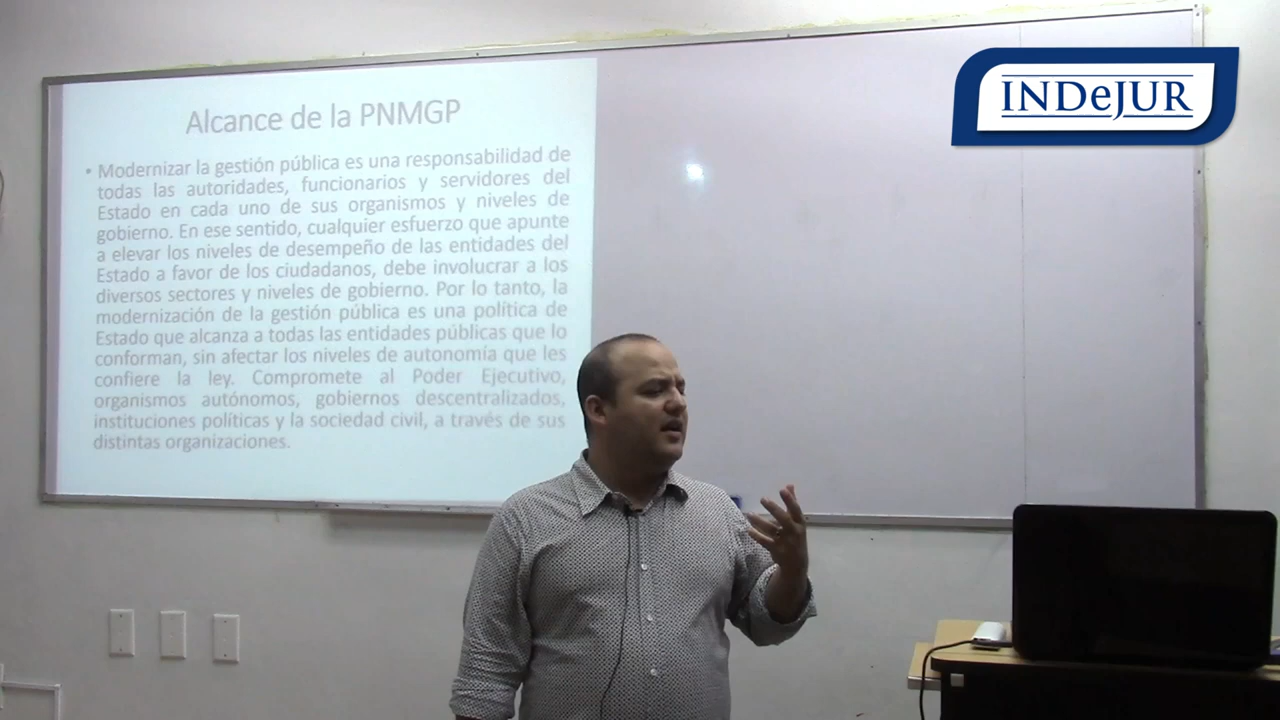 INDeJUR
Alcance de la PNMGP
• Modernizar la gestión pública es una responsabilidad de
todas las autoridades, funcionarios y servidores del
Estado en cada uno de sus organismos y niveles de
gobierno. En ese sentido, cualquier esfuerzo que apunte
a elevar los niveles de desempeño de las entidades del
Estado a favor de los ciudadanos, debe involucrar a los
diversos sectores y niveles de gobierno. Por lo tanto, la
modernización de la gestión pública es una política de
Estado que alcanza a todas las entidades públicas que lo
conforman, sin afectar los niveles de autonomía que les
confiere la ley. Compromete al Poder Ejecutivo,
organismos autónomos, gobiernos descentralizados,
instituciones políticas y la sociedad civil, a través de sus
distintas organizaciones.